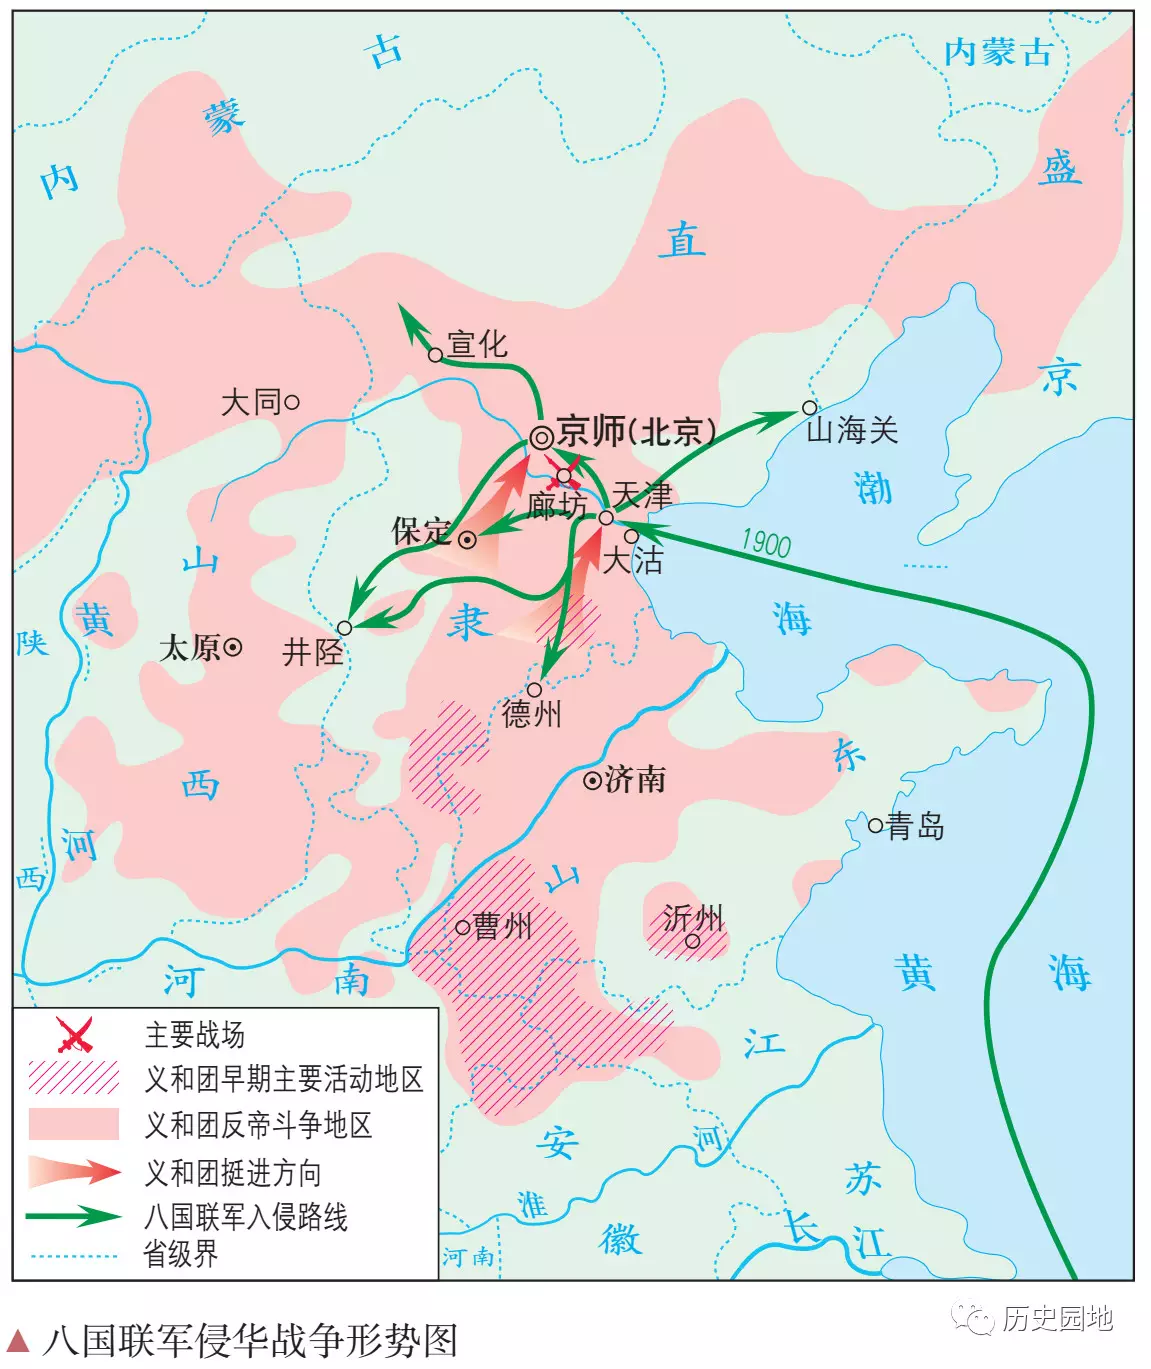 内蒙古
内蒙古
盛京
直隶
宣化
大同
京师(北京)
山海关
廊坊
天津
渤海
保定
大沽
1900
山西
黄河
陕西
太原
井陉
德州
济南
山东
青岛
曹州
沂州
河南
黄海
江苏
安徽
淮河
长江
河南
主要战场
义和团早期主要活动地区
义和团反帝斗争地区
义和团挺进方向
八国联军入侵路线
省级界
▲ 八国联军侵华战争形势图
历史园地